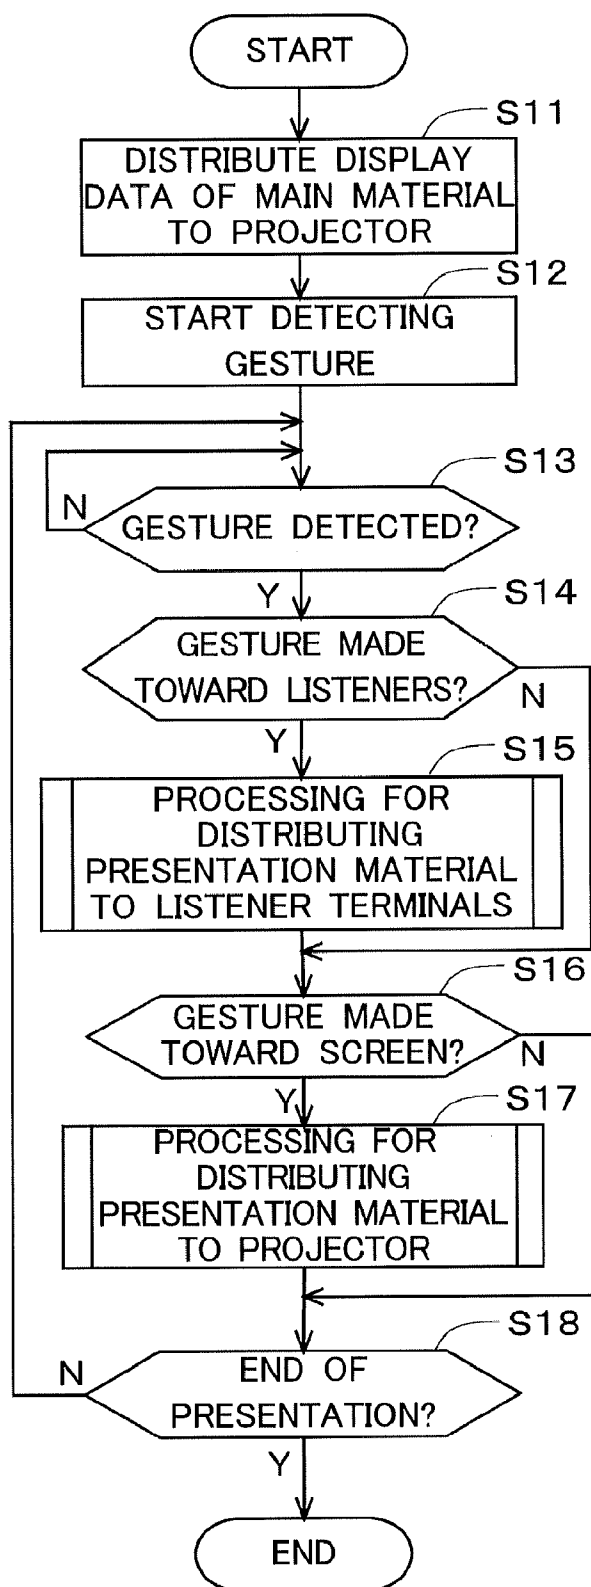 START
S11
DISTRIBUTE DISPLAY
DATA OF MAIN MATERIAL
TO PROJECTOR
S12
START DETECTING
GESTURE
S13
GESTURE DETECTED?
N
Y
S14
GESTURE MADE
TOWARD LISTENERS?
N
Y
S15
PROCESSING FOR
DISTRIBUTING
PRESENTATION MATERIAL
TO LISTENER TERMINALS
S16
GESTURE MADE
TOWARD SCREEN?
N
Y
S17
PROCESSING FOR
DISTRIBUTING
PRESENTATION MATERIAL
TO PROJECTOR
S18
N
END OF
PRESENTATION?
Y
END